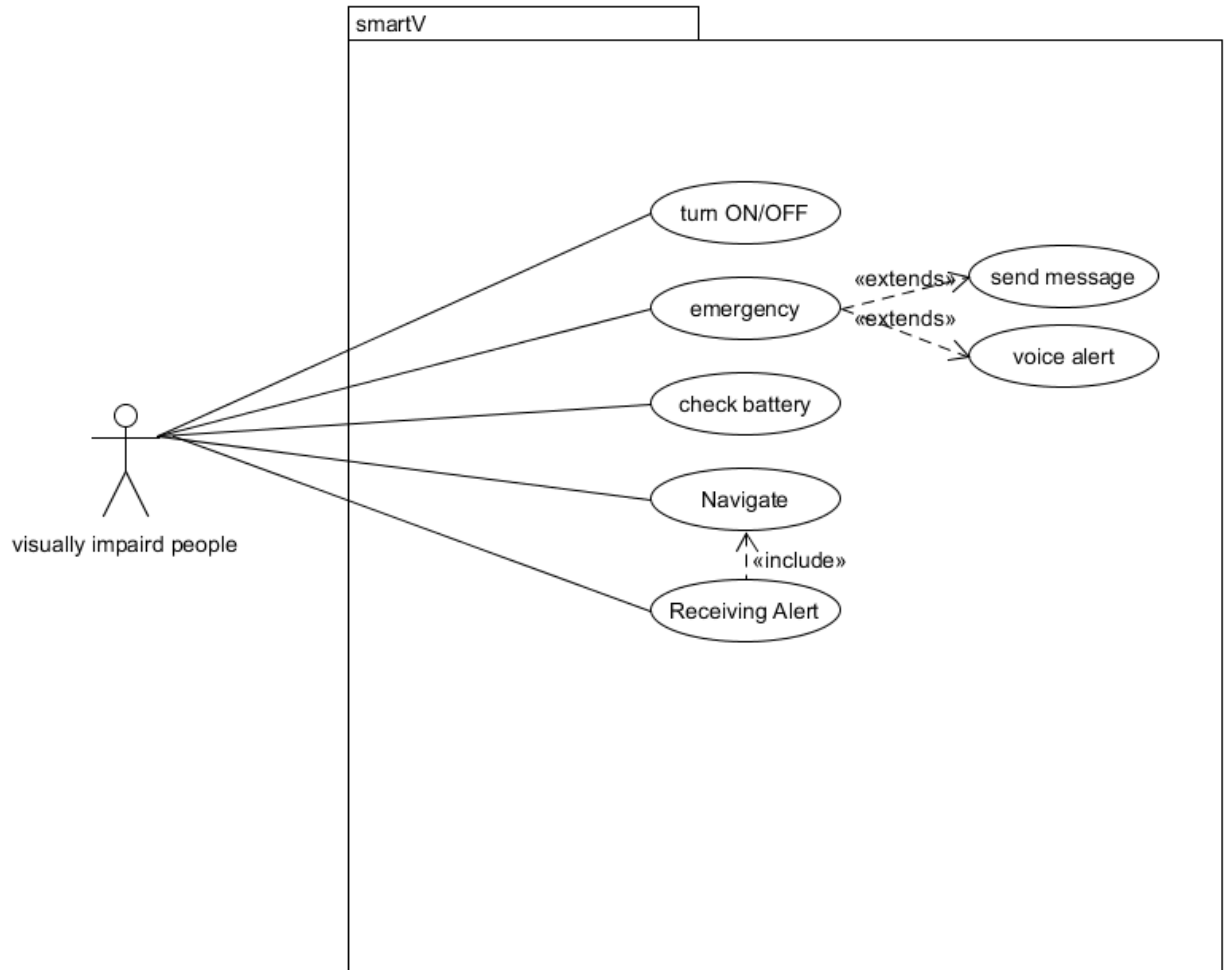 smartV
turn ON/OFF
emergency
«extends»
send message
«extends»
voice alert
check battery
visually impaird people
Navigate
«include»
Receiving Alert